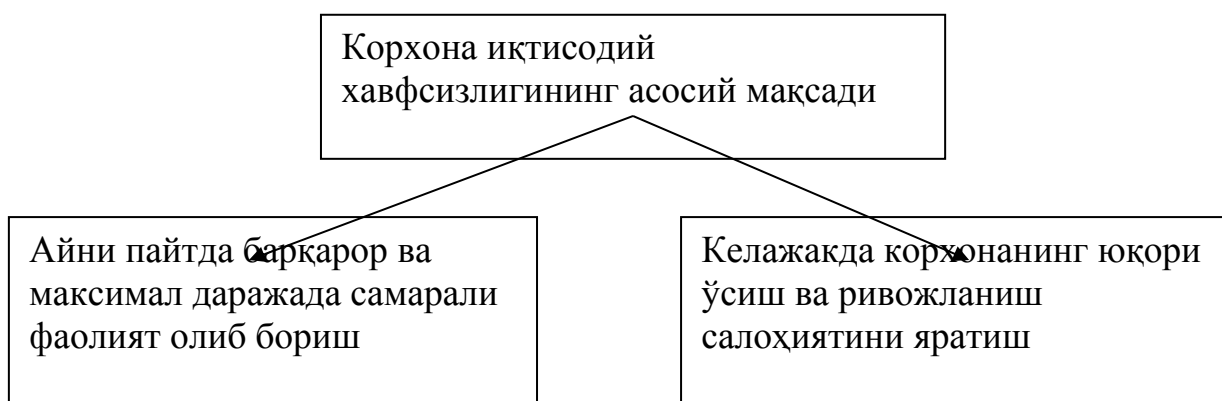 Корхона иқтисодий
хавфсизлигининг асосий мақсади
Айни пайтда барқарор ва
максимал даражада самарали
фаолият олиб бориш
Келажакда корхонанинг юқори
ўсиш ва ривожланиш
салоҳиятини яратиш